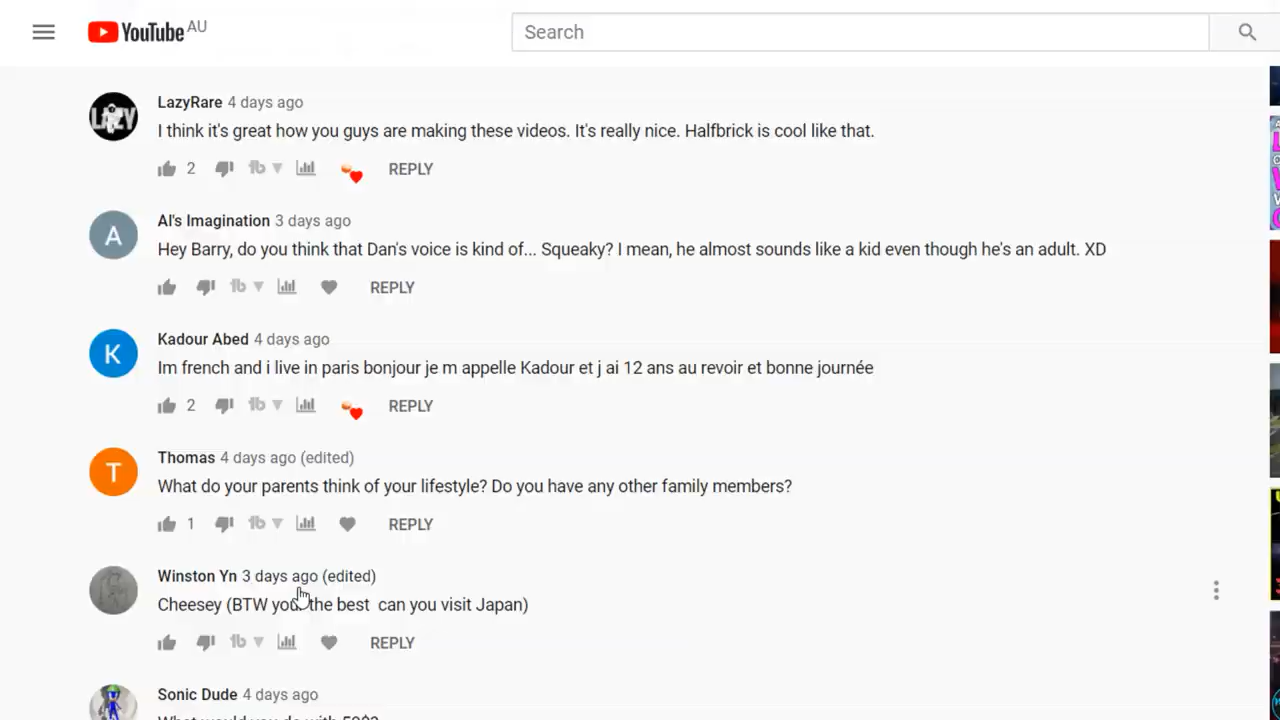 YouTube AU
Search
LazyRare 4 days ago
I think it's great how you guys are making these videos. It's really nice. Halfbrick is cool like that.
2 REPLY
Al's Imagination 3 days ago
A
Hey Barry, do you think that Dan's voice is kind of... Squeaky? I mean, he almost sounds like a kid even though he's an adult. XD
REPLY
Kadour Abed 4 days ago
K
Im french and i live in paris bonjour je m appelle Kadour et j ai 12 ans au revoir et bonne journée
2 REPLY
Thomas 4 days ago (edited)
T
What do your parents think of your lifestyle? Do you have any other family members?
1 REPLY
Winston Yn 3 days ago (edited)
Cheesey (BTW you the best can you visit Japan)
REPLY
Sonic Dude 4 days ago
What would you do with 50$?